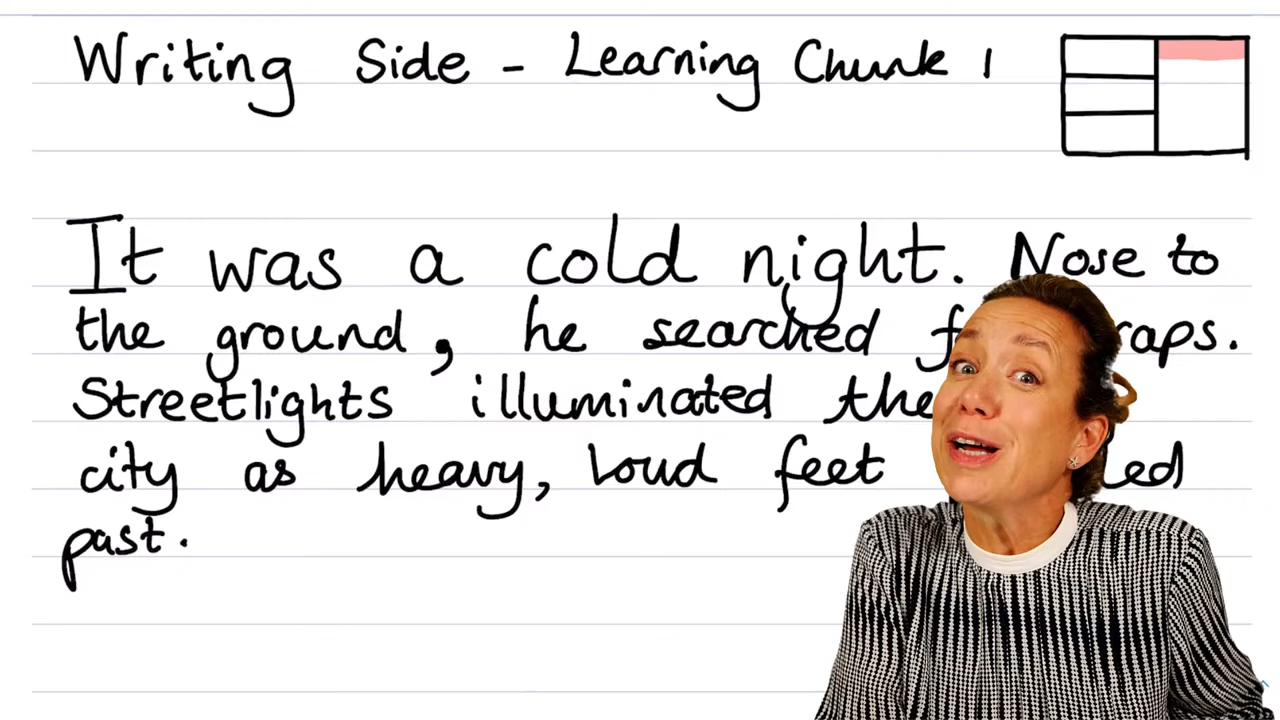 Writing Side - Learning Chunk 1
It was a cold night. Nose to
the ground, he searched
Streetlights illuminated the
city as heavy, loud feet
past.